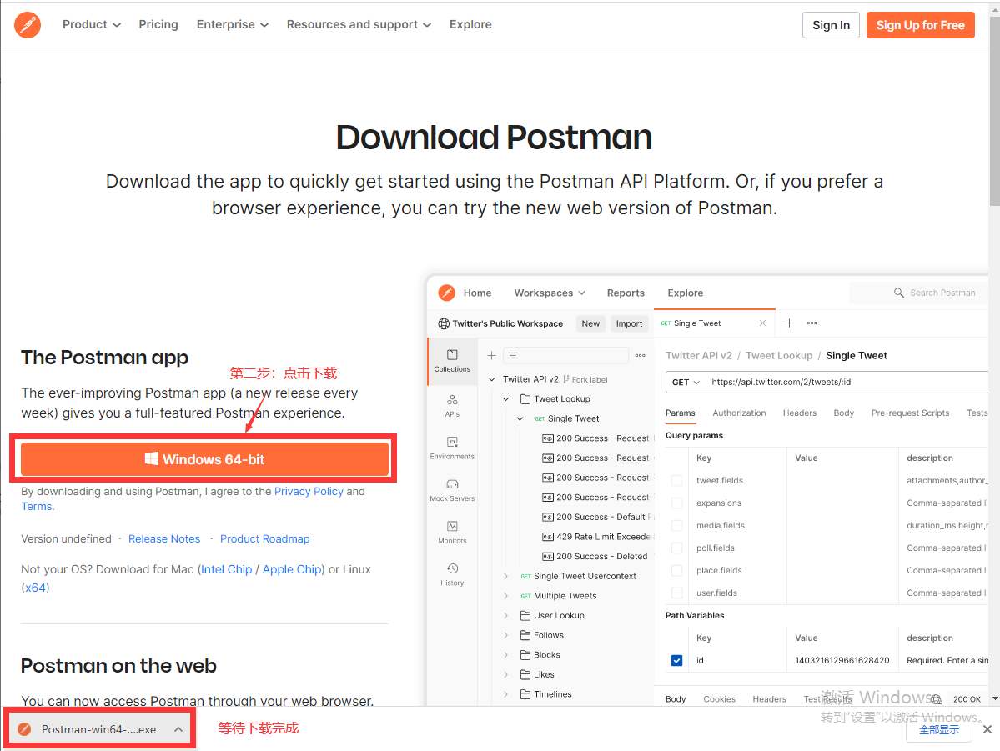 Product Pricing Enterprise Resources and support Explore Sign In Sign Up for Free
Download Postman
Download the app to quickly get started using the Postman API Platform. Or, if you prefer a
browser experience, you can try the new web version of Postman.
The Postman app
第二步：点击下载
The ever-improving Postman app (a new release every
week) gives you a full-featured Postman experience.
Windows 64-bit
By downloading and using Postman, I agree to the Privacy Policy and
Terms.
Version undefined · Release Notes · Product Roadmap
Not your OS? Download for Mac (Intel Chip / Apple Chip) or Linux
(x64)
Postman on the web
You can now access Postman through your web browser.
Home Workspaces Reports Explore Search Postman
Twitter's Public Workspace New Import GET Single Tweet
Collections
APIs
Environments
Mock Servers
Monitors
History
Twitter API v2 Fork label
Tweet Lookup
GET Single Tweet
200 Success - Request
200 Success - Request
200 Success - Request
200 Success - Request
200 Success - Default
429 Rate Limit Exceede
200 Success - Deleted
GET Single Tweet Usercontext
GET Multiple Tweets
User Lookup
Follows
Blocks
Likes
Timelines
Twitter API v2 / Tweet Lookup / Single Tweet
GET https://api.twitter.com/2/tweets/:id
Params Authorization Headers Body Pre-request Scripts Tests
Query params
Key Value description
tweet.fields attachments,author_
expansions Comma-separated li
media.fields duration_ms,height,r
poll.fields Comma-separated li
place.fields Comma-separated li
user.fields Comma-separated li
Path Variables
Key Value description
id 1403216129661628420 Required. Enter a sin
Body Cookies Headers Test Results 200 OK
激活 Windows
转到"设置"以激活 Windows。
Postman-win64-....exe 等待下载完成 全部显示